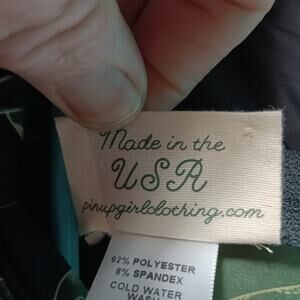 Made in the
USA
pinupgirlclothing.com
92% POLYESTER
8% SPANDEX
COLD WATER
WASH